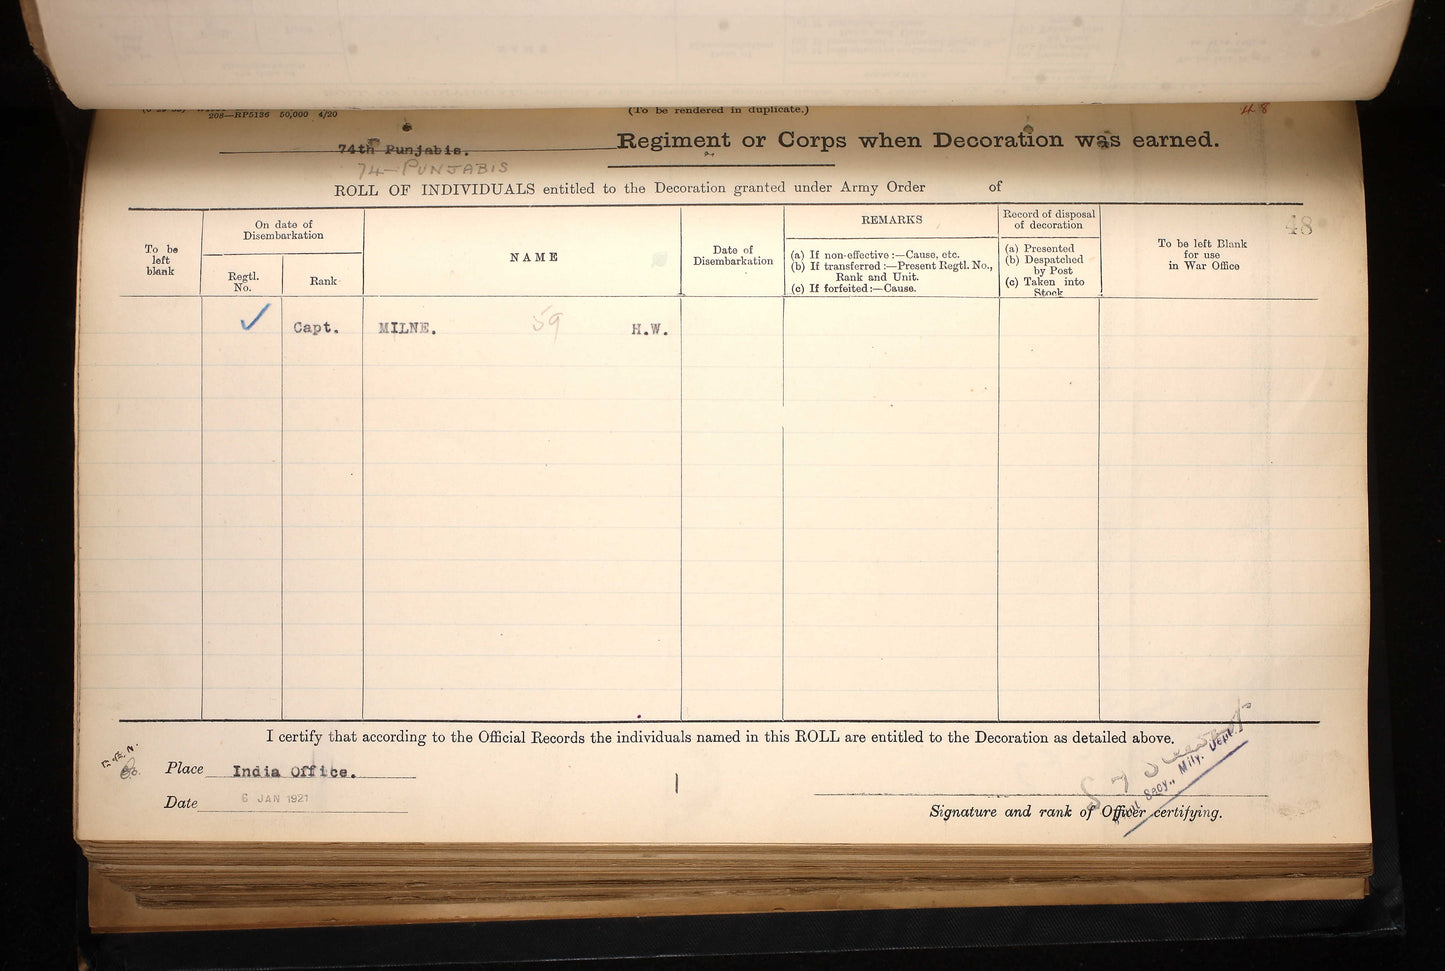 208—RP5136 50,000 4/20
(To be rendered in duplicate.)
48
74th Punjabis. Regiment or Corps when Decoration was earned.
74— PUNJABIS
ROLL OF INDIVIDUALS entitled to the Decoration granted under Army Order of
48
To be
left
blank
On date of
Disembarkation
Regtl.
No.
Rank
NAME
Date of
Disembarkation
REMARKS
(a) If non-effective :—Cause, etc.
(b) If transferred :—Present Regtl. No.,
Rank and Unit.
(c) If forfeited :—Cause.
Record of disposal
of decoration
(a) Presented
(b) Despatched
by Post
(c) Taken into
Stock
To be left Blank
for use
in War Office
✓ Capt. MILNE. 59 H.W.
I certify that according to the Official Records the individuals named in this ROLL are entitled to the Decoration as detailed above.
Place India Office.
Date 6 JAN 1921
Secy., Mily. Dept.
Signature and rank of Officer certifying.